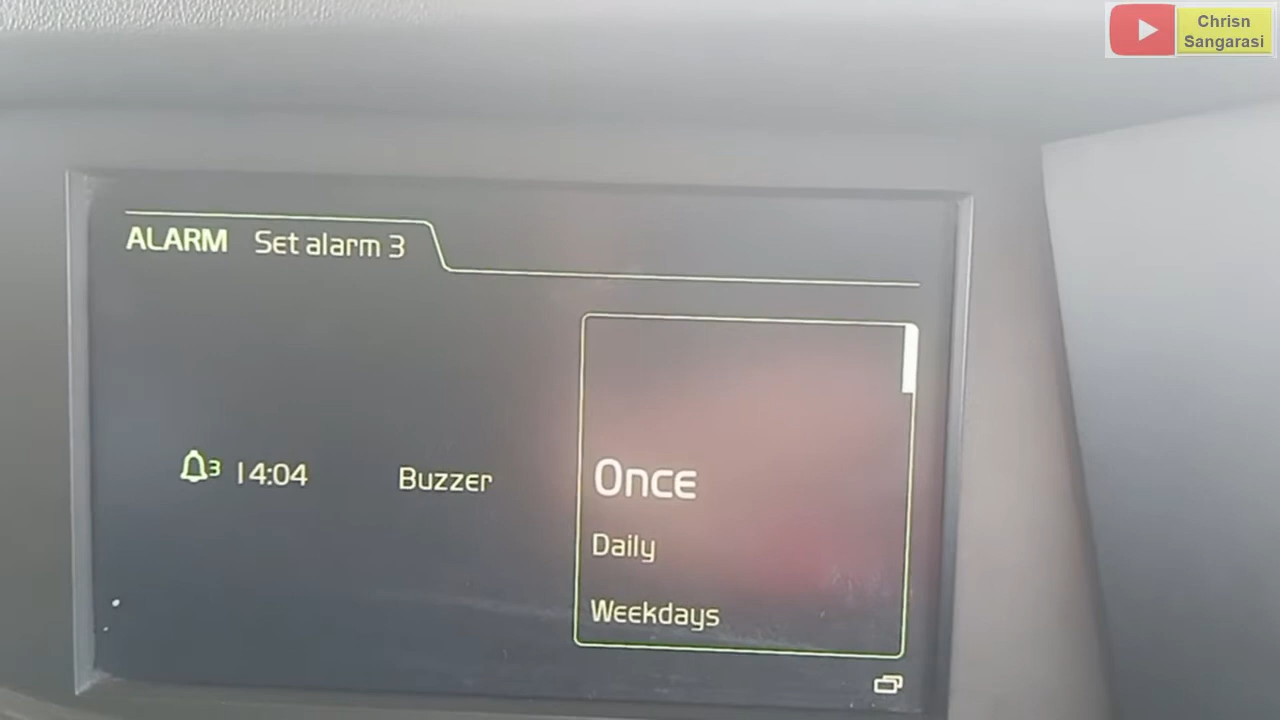 Chrisn
Sangarasi
ALARM Set alarm 3
3 14:04 Buzzer Once
Daily
Weekdays